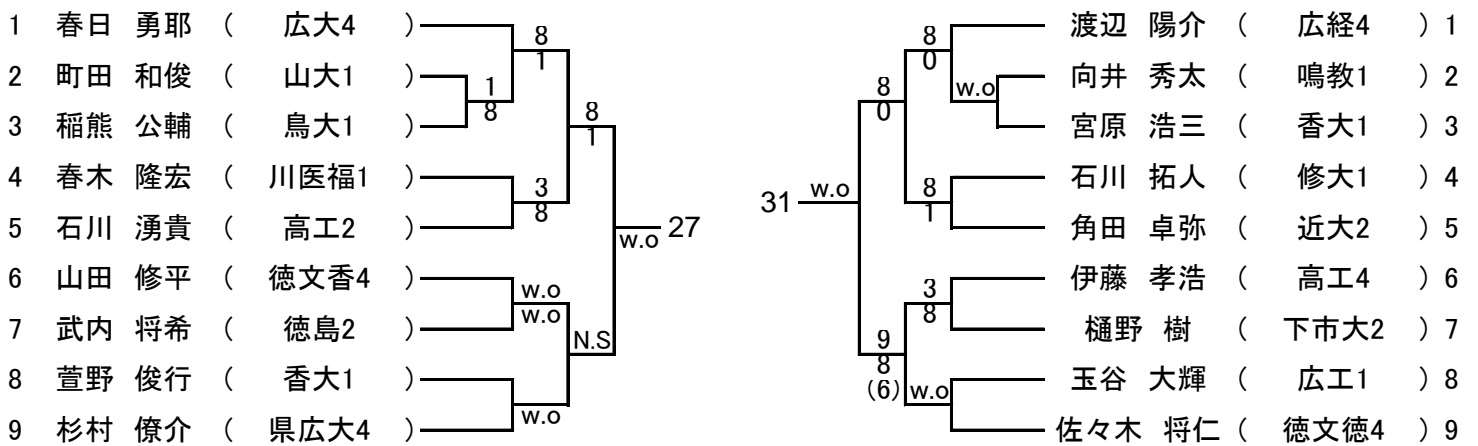 1 春日 勇耶 ( 広大4 )
8
1
2 町田 和俊 ( 山大1 )
1
8
3 稲熊 公輔 ( 鳥大1 )
8
1
4 春木 隆宏 ( 川医福1 )
3
8
5 石川 湧貴 ( 高工2 )
w.o 27
6 山田 修平 ( 徳文香4 )
w.o
w.o
7 武内 将希 ( 徳島2 )
N.S
8 萱野 俊行 ( 香大1 )
w.o
9 杉村 僚介 ( 県広大4 )
渡辺 陽介 ( 広経4 ) 1
8
0
向井 秀太 ( 鳴教1 ) 2
w.o
8
0
宮原 浩三 ( 香大1 ) 3
石川 拓人 ( 修大1 ) 4
8
1
31 w.o
角田 卓弥 ( 近大2 ) 5
伊藤 孝浩 ( 高工4 ) 6
3
8
樋野 樹 ( 下市大2 ) 7
9
8
(6)
玉谷 大輝 ( 広工1 ) 8
w.o
佐々木 将仁 ( 徳文徳4 ) 9